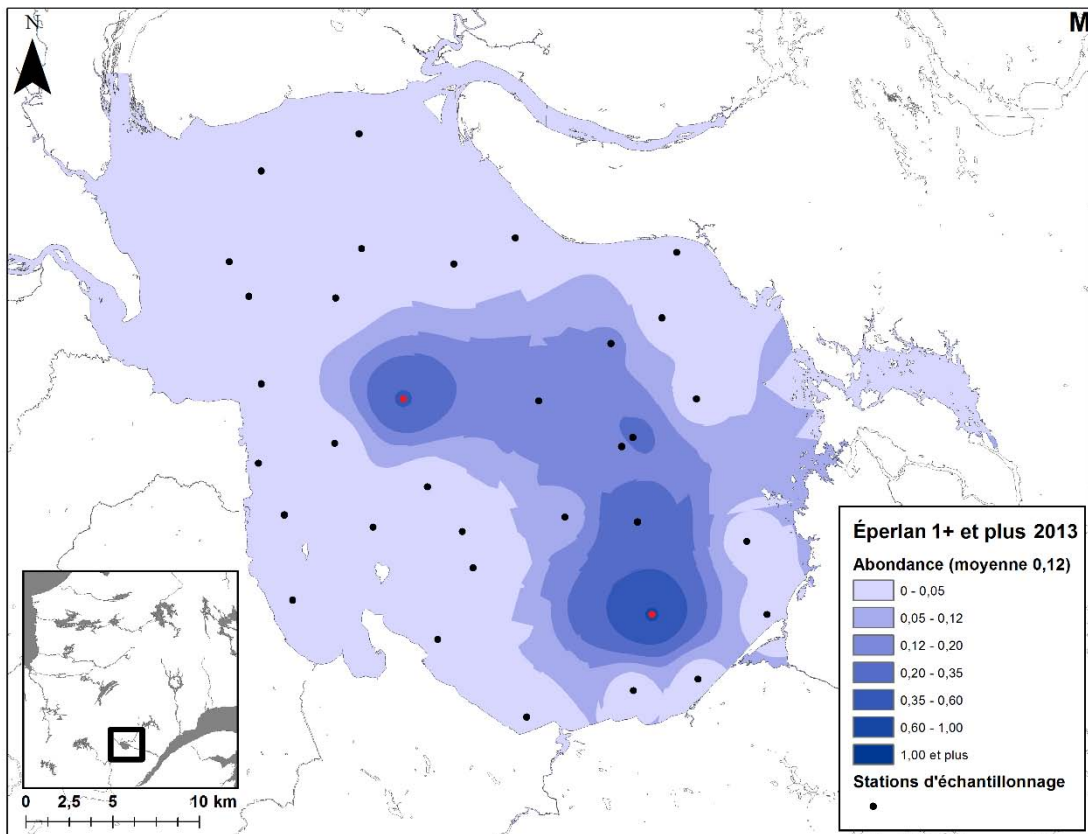 N
M
Éperlan 1+ et plus 2013
Abondance (moyenne 0,12)
0 - 0,05
0,05 - 0,12
0,12 - 0,20
0,20 - 0,35
0,35 - 0,60
0,60 - 1,00
1,00 et plus
Stations d'échantillonnage
0 2,5 5 10 km